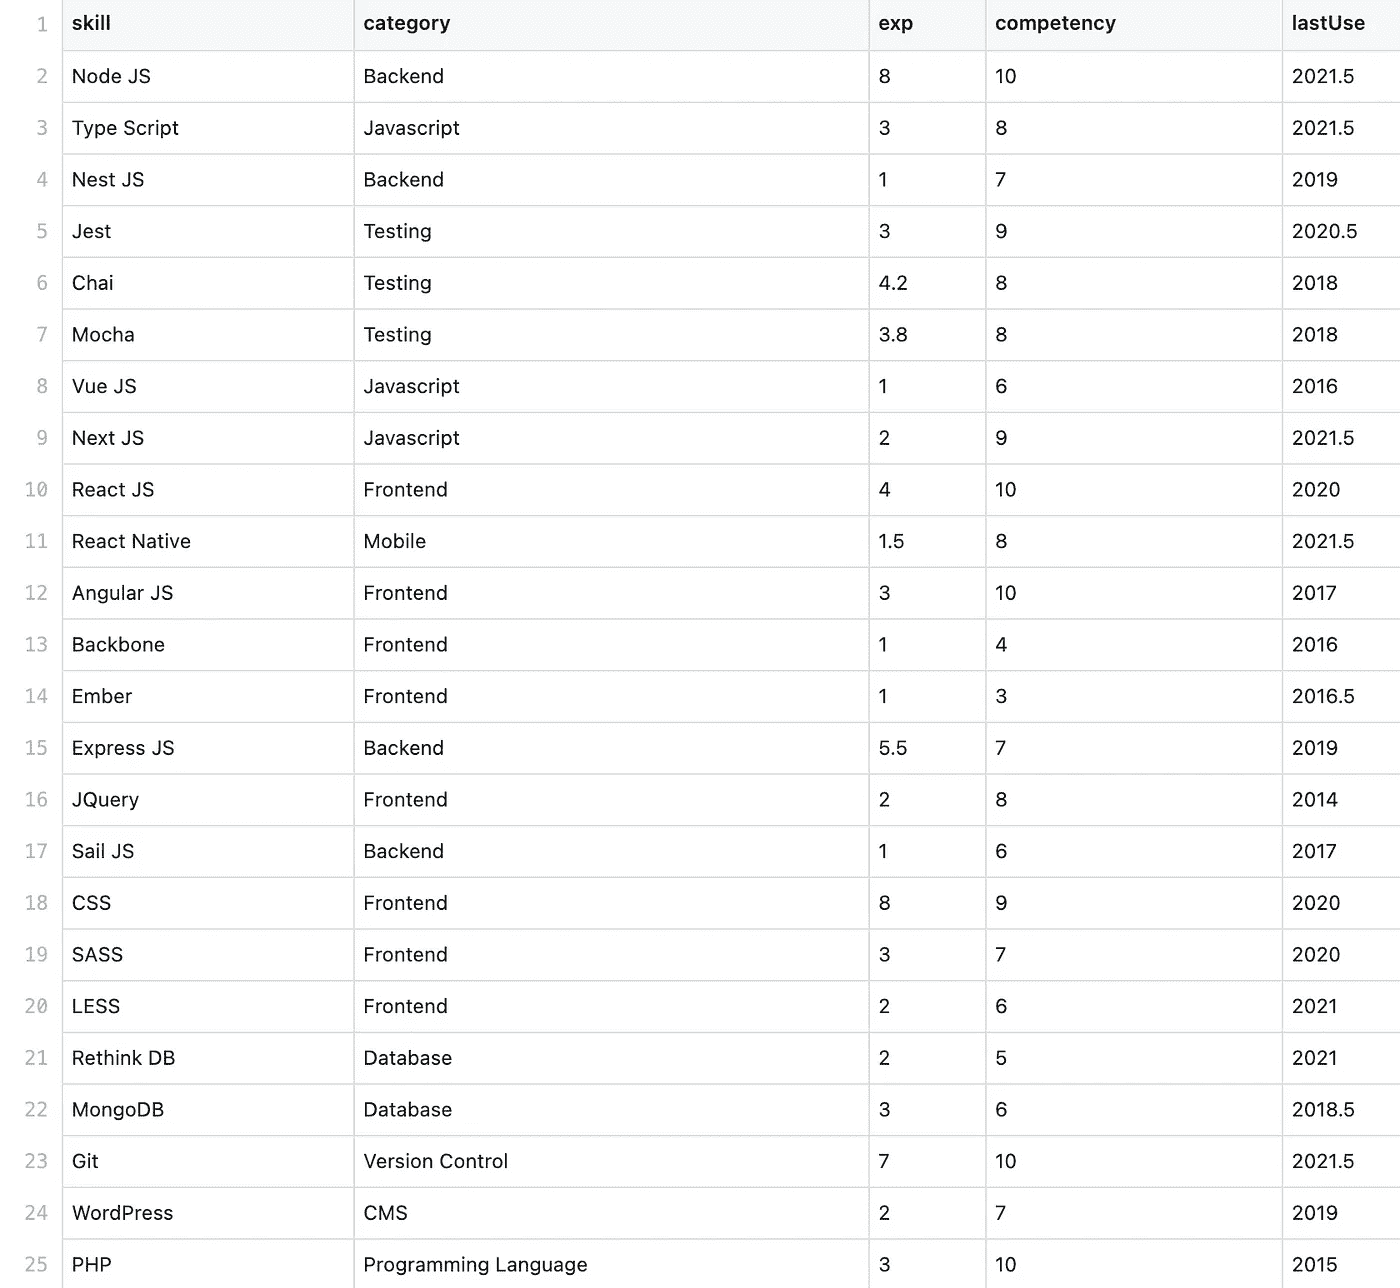 1 skill category exp competency lastUse
2 Node JS Backend 8 10 2021.5
3 Type Script Javascript 3 8 2021.5
4 Nest JS Backend 1 7 2019
5 Jest Testing 3 9 2020.5
6 Chai Testing 4.2 8 2018
7 Mocha Testing 3.8 8 2018
8 Vue JS Javascript 1 6 2016
9 Next JS Javascript 2 9 2021.5
10 React JS Frontend 4 10 2020
11 React Native Mobile 1.5 8 2021.5
12 Angular JS Frontend 3 10 2017
13 Backbone Frontend 1 4 2016
14 Ember Frontend 1 3 2016.5
15 Express JS Backend 5.5 7 2019
16 JQuery Frontend 2 8 2014
17 Sail JS Backend 1 6 2017
18 CSS Frontend 8 9 2020
19 SASS Frontend 3 7 2020
20 LESS Frontend 2 6 2021
21 Rethink DB Database 2 5 2021
22 MongoDB Database 3 6 2018.5
23 Git Version Control 7 10 2021.5
24 WordPress CMS 2 7 2019
25 PHP Programming Language 3 10 2015